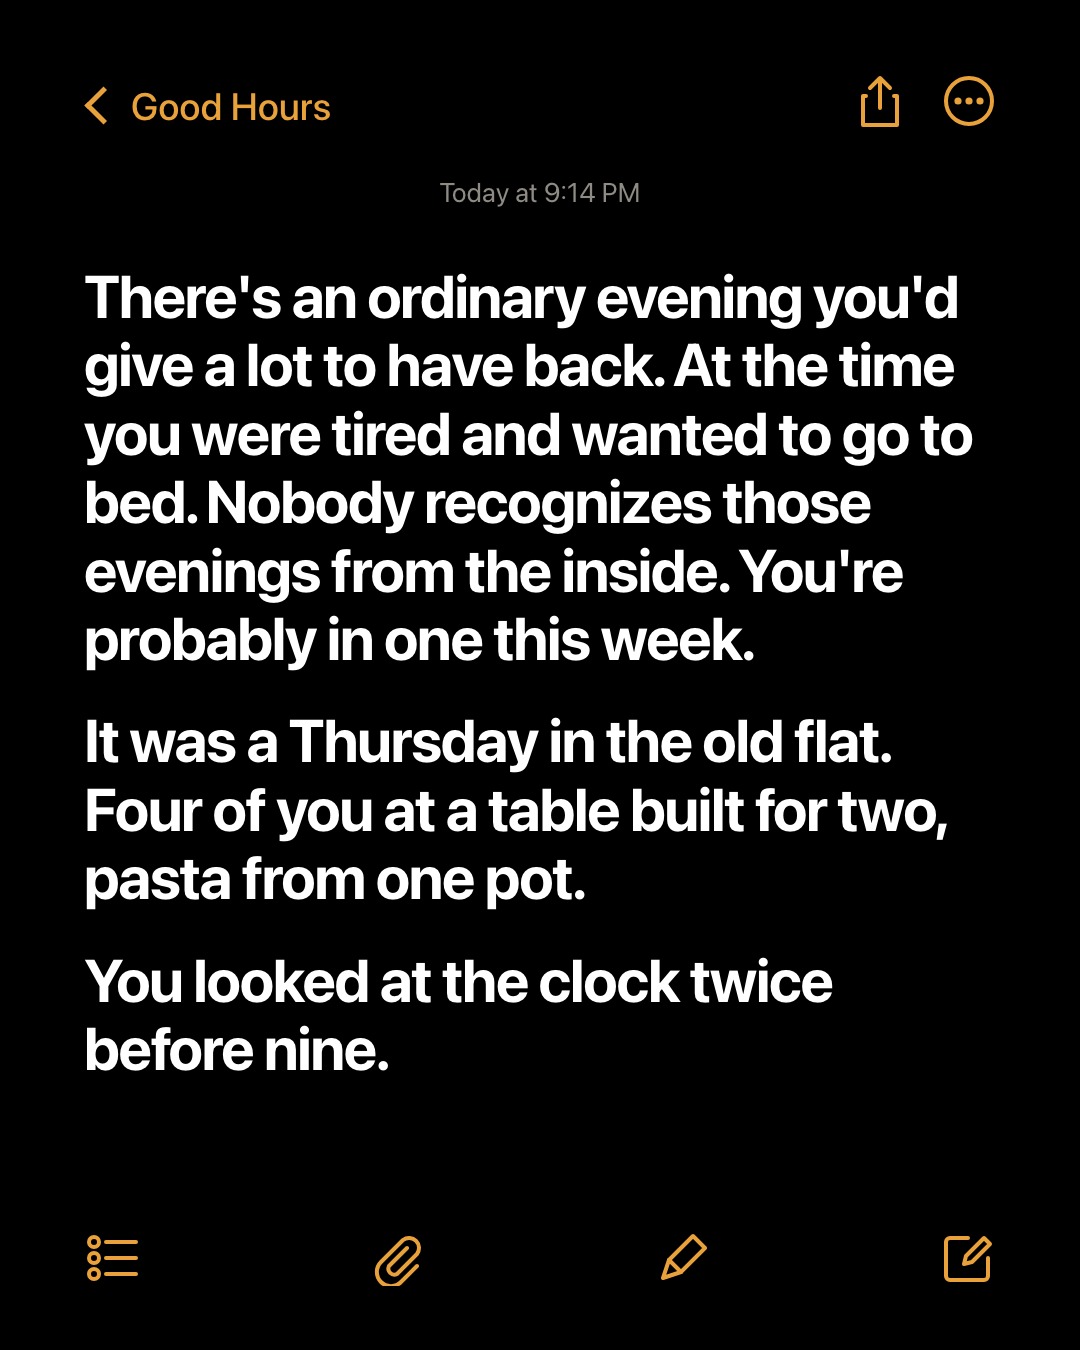 Good Hours
Today at 9:14 PM
There's an ordinary evening you'd
give a lot to have back. At the time
you were tired and wanted to go to
bed. Nobody recognizes those
evenings from the inside. You're
probably in one this week.
It was a Thursday in the old flat.
Four of you at a table built for two,
pasta from one pot.
You looked at the clock twice
before nine.